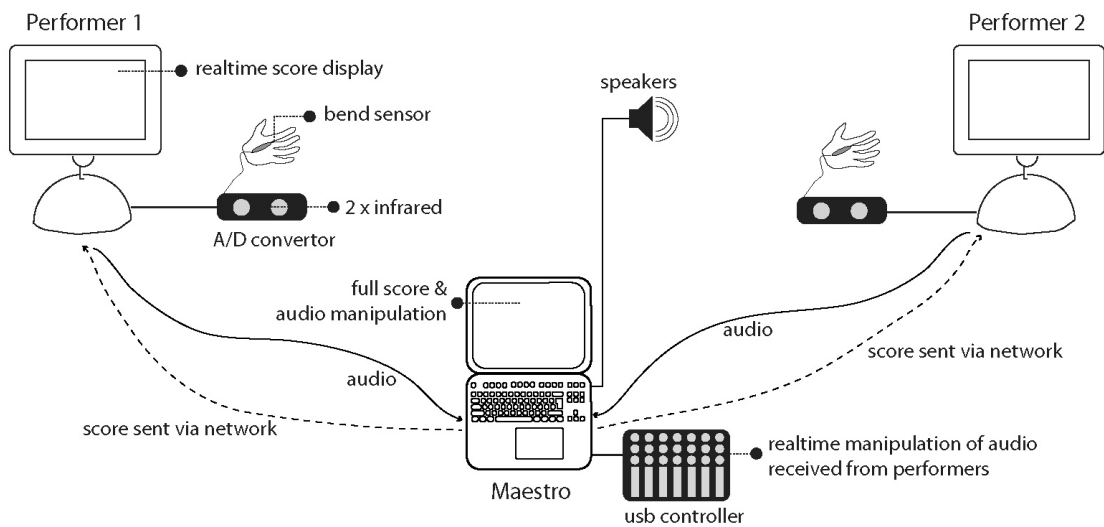 Performer 1
Performer 2
realtime score display
speakers
bend sensor
2 x infrared
A/D convertor
full score &
audio manipulation
audio
score sent via network
audio
score sent via network
realtime manipulation of audio
received from performers
Maestro
usb controller